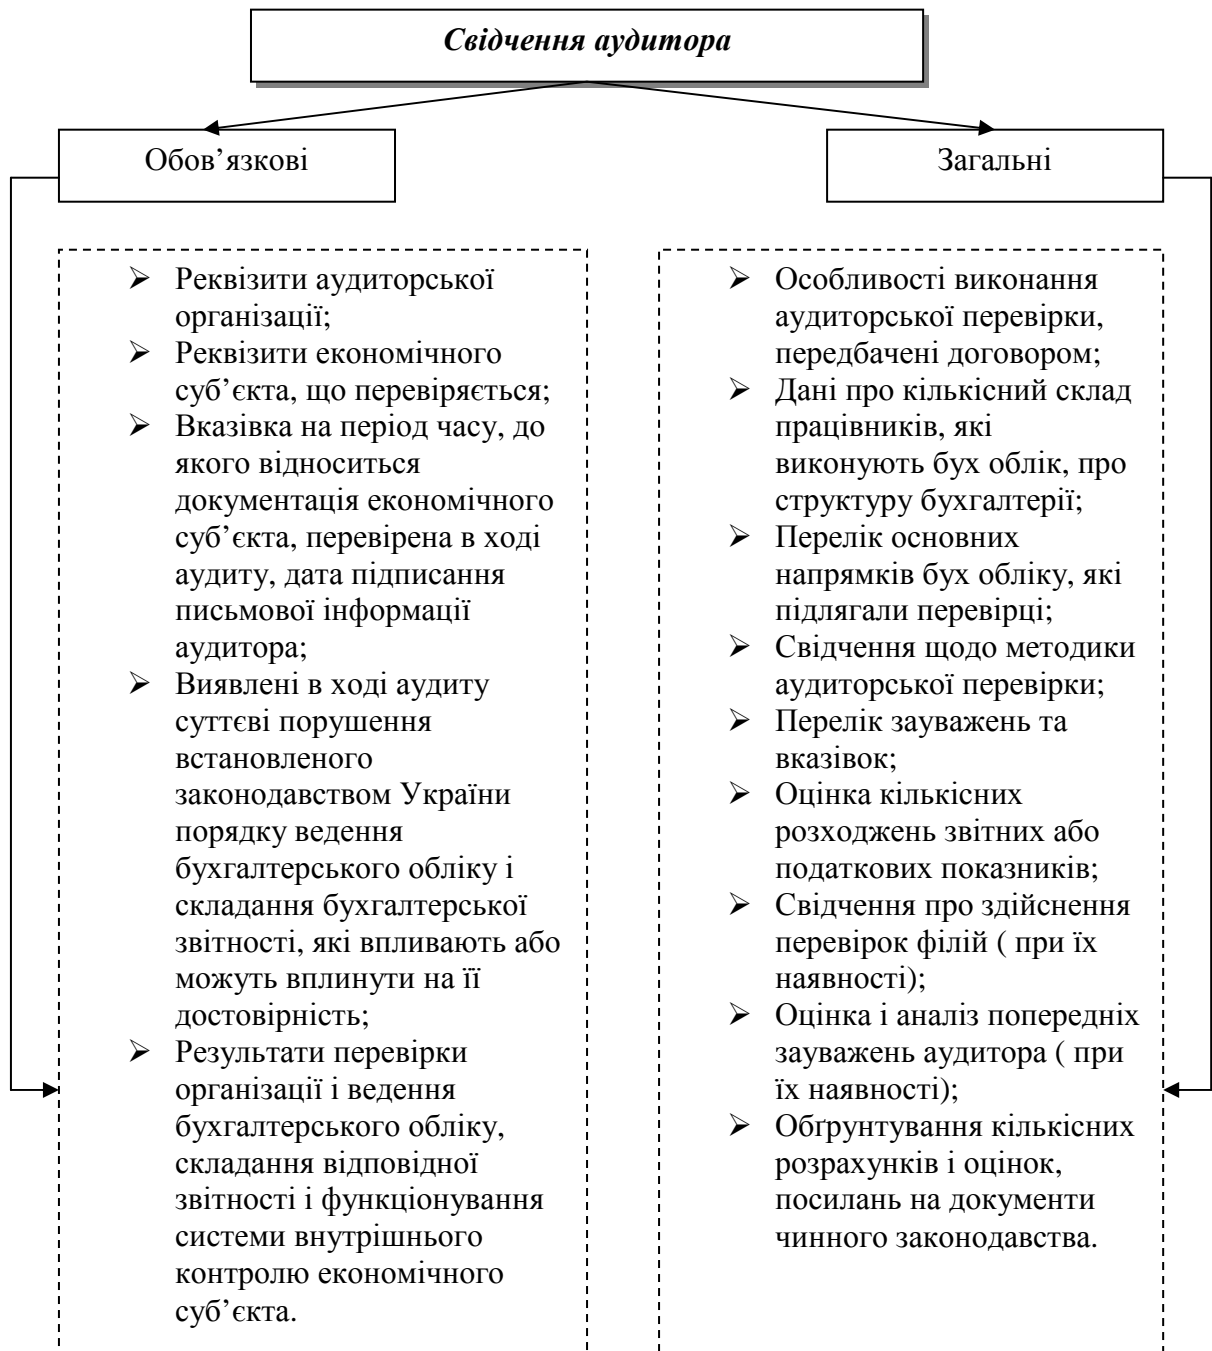 Свідчення аудитора
Обов’язкові
Загальні
➢ Реквізити аудиторської
організації;
➢ Реквізити економічного
суб’єкта, що перевіряється;
➢ Вказівка на період часу, до
якого відноситься
документація економічного
суб’єкта, перевірена в ході
аудиту, дата підписання
письмової інформації
аудитора;
➢ Виявлені в ході аудиту
суттєві порушення
встановленого
законодавством України
порядку ведення
бухгалтерського обліку і
складання бухгалтерської
звітності, які впливають або
можуть вплинути на її
достовірність;
➢ Результати перевірки
організації і ведення
бухгалтерського обліку,
складання відповідної
звітності і функціонування
системи внутрішнього
контролю економічного
суб’єкта.
➢ Особливості виконання
аудиторської перевірки,
передбачені договором;
➢ Дані про кількісний склад
працівників, які
виконують бух облік, про
структуру бухгалтерії;
➢ Перелік основних
напрямків бух обліку, які
підлягали перевірці;
➢ Свідчення щодо методики
аудиторської перевірки;
➢ Перелік зауважень та
вказівок;
➢ Оцінка кількісних
розходжень звітних або
податкових показників;
➢ Свідчення про здійснення
перевірок філій ( при їх
наявності);
➢ Оцінка і аналіз попередніх
зауважень аудитора ( при
їх наявності);
➢ Обґрунтування кількісних
розрахунків і оцінок,
посилань на документи
чинного законодавства.